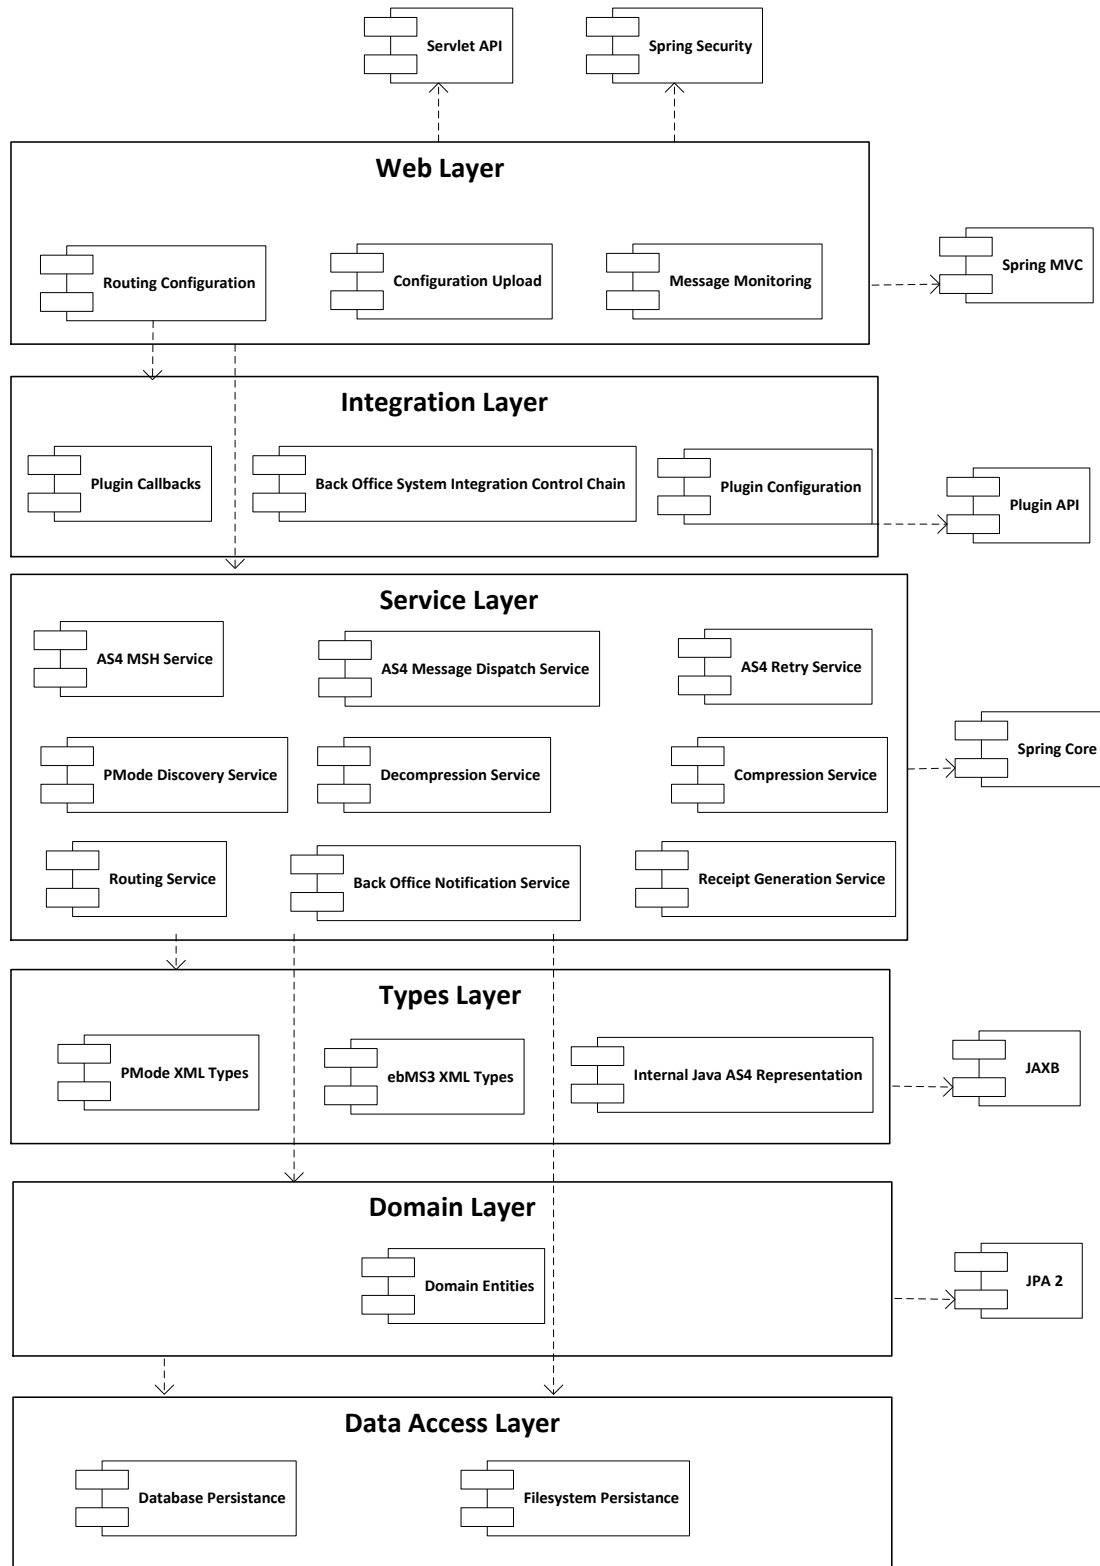 Servlet API
Spring Security
Web Layer
Routing Configuration
Configuration Upload
Message Monitoring
Spring MVC
Integration Layer
Plugin Callbacks
Back Office System Integration Control Chain
Plugin Configuration
Plugin API
Service Layer
AS4 MSH Service
AS4 Message Dispatch Service
AS4 Retry Service
PMode Discovery Service
Decompression Service
Compression Service
Spring Core
Routing Service
Back Office Notification Service
Receipt Generation Service
Types Layer
PMode XML Types
ebMS3 XML Types
Internal Java AS4 Representation
JAXB
Domain Layer
Domain Entities
JPA 2
Data Access Layer
Database Persistance
Filesystem Persistance